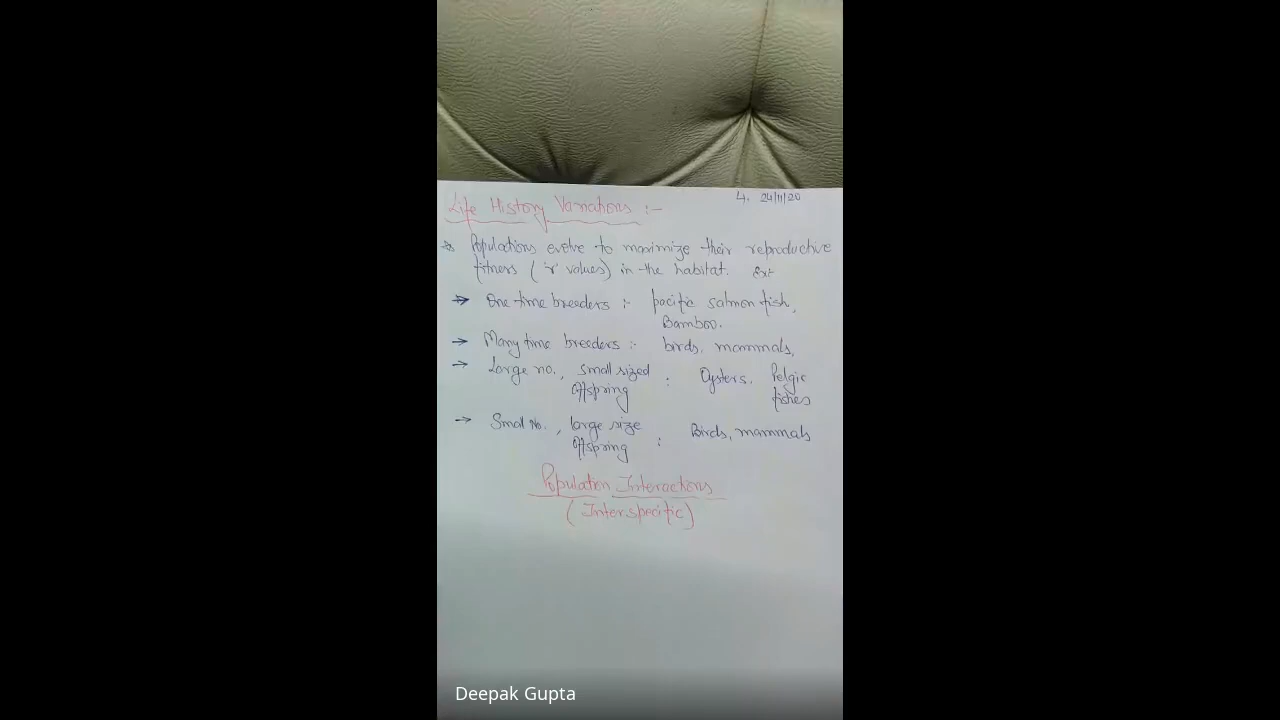 4. 24/11/20
Life History Variations :-
→ Populations evolve to maximize their reproductive
fitness ('r' values) in the habitat. Ex:-
→ One time breeders :- pacific salmon fish,
Bamboo.
→ Many time breeders :- birds, mammals,
→ Large no., small sized : Oysters, Pelgic
offspring fishes
→ Small No., large size : Birds, mammals
offspring
Population Interactions
(Interspecific)
Deepak Gupta